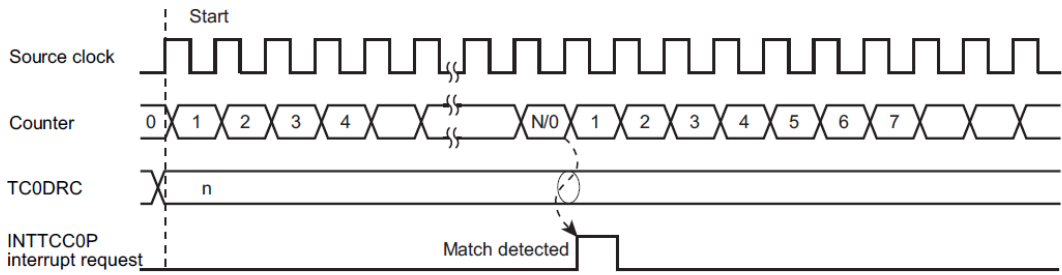 Start
Source clock
Counter 0 1 2 3 4 N/0 1 2 3 4 5 6 7
TC0DRC n
INTTCC0P
interrupt request Match detected